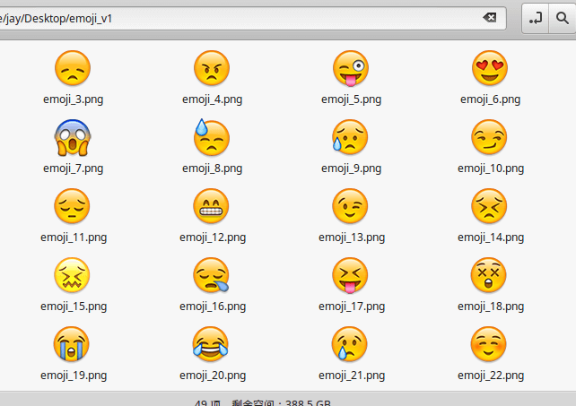 e/jay/Desktop/emoji_v1
emoji_3.png emoji_4.png emoji_5.png emoji_6.png
emoji_7.png emoji_8.png emoji_9.png emoji_10.png
emoji_11.png emoji_12.png emoji_13.png emoji_14.png
emoji_15.png emoji_16.png emoji_17.png emoji_18.png
emoji_19.png emoji_20.png emoji_21.png emoji_22.png
49 项，剩余空间：388.5 GB